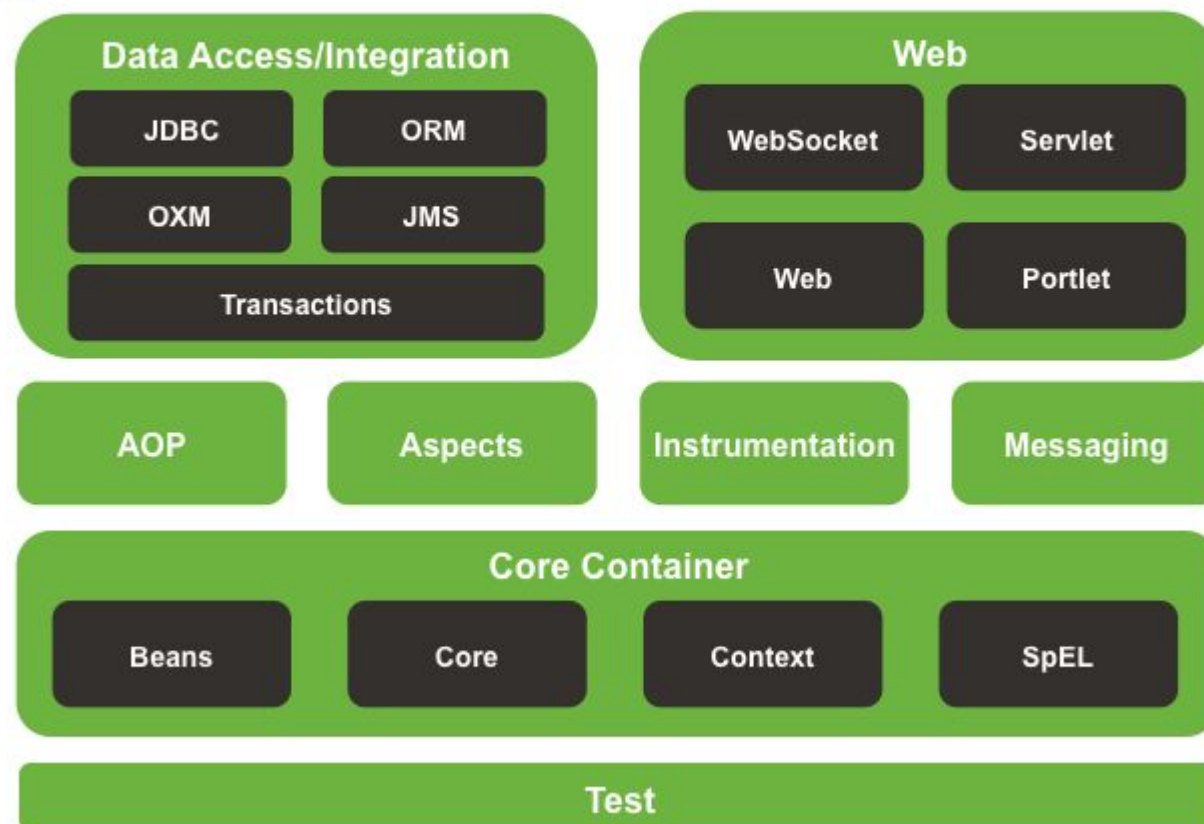 Data Access/Integration
JDBC
ORM
OXM
JMS
Transactions
Web
WebSocket
Servlet
Web
Portlet
AOP
Aspects
Instrumentation
Messaging
Core Container
Beans
Core
Context
SpEL
Test